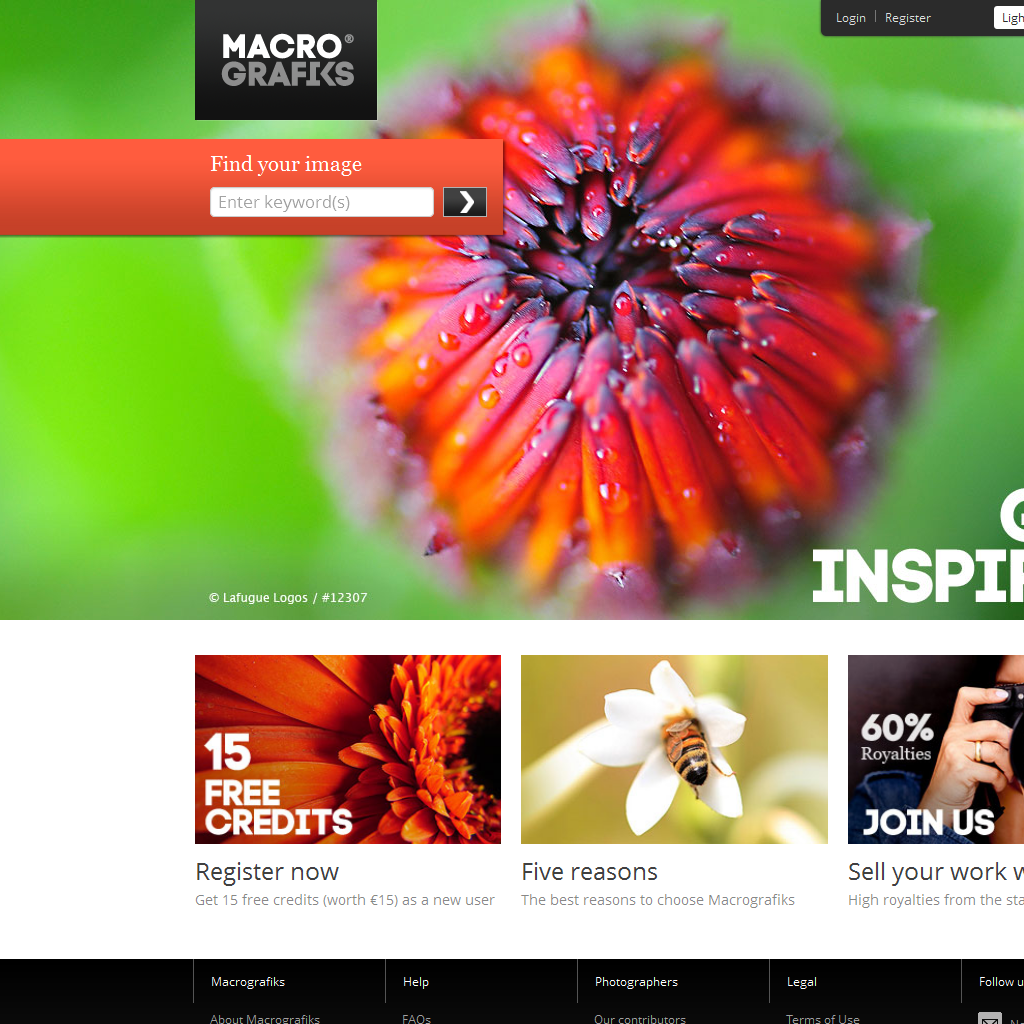 MACRO®
GRAFIKS
Login
Register
Find your image
Enter keyword(s)
INSPI
© Lafugue Logos / #12307
15
FREE
CREDITS
60%
Royalties
JOIN US
Register now
Get 15 free credits (worth €15) as a new user
Five reasons
The best reasons to choose Macrografiks
Sell your work
High royalties from the
Macrografiks
Help
Photographers
Legal
Follow
About Macrografiks
FAQs
Our contributors
Terms of Use